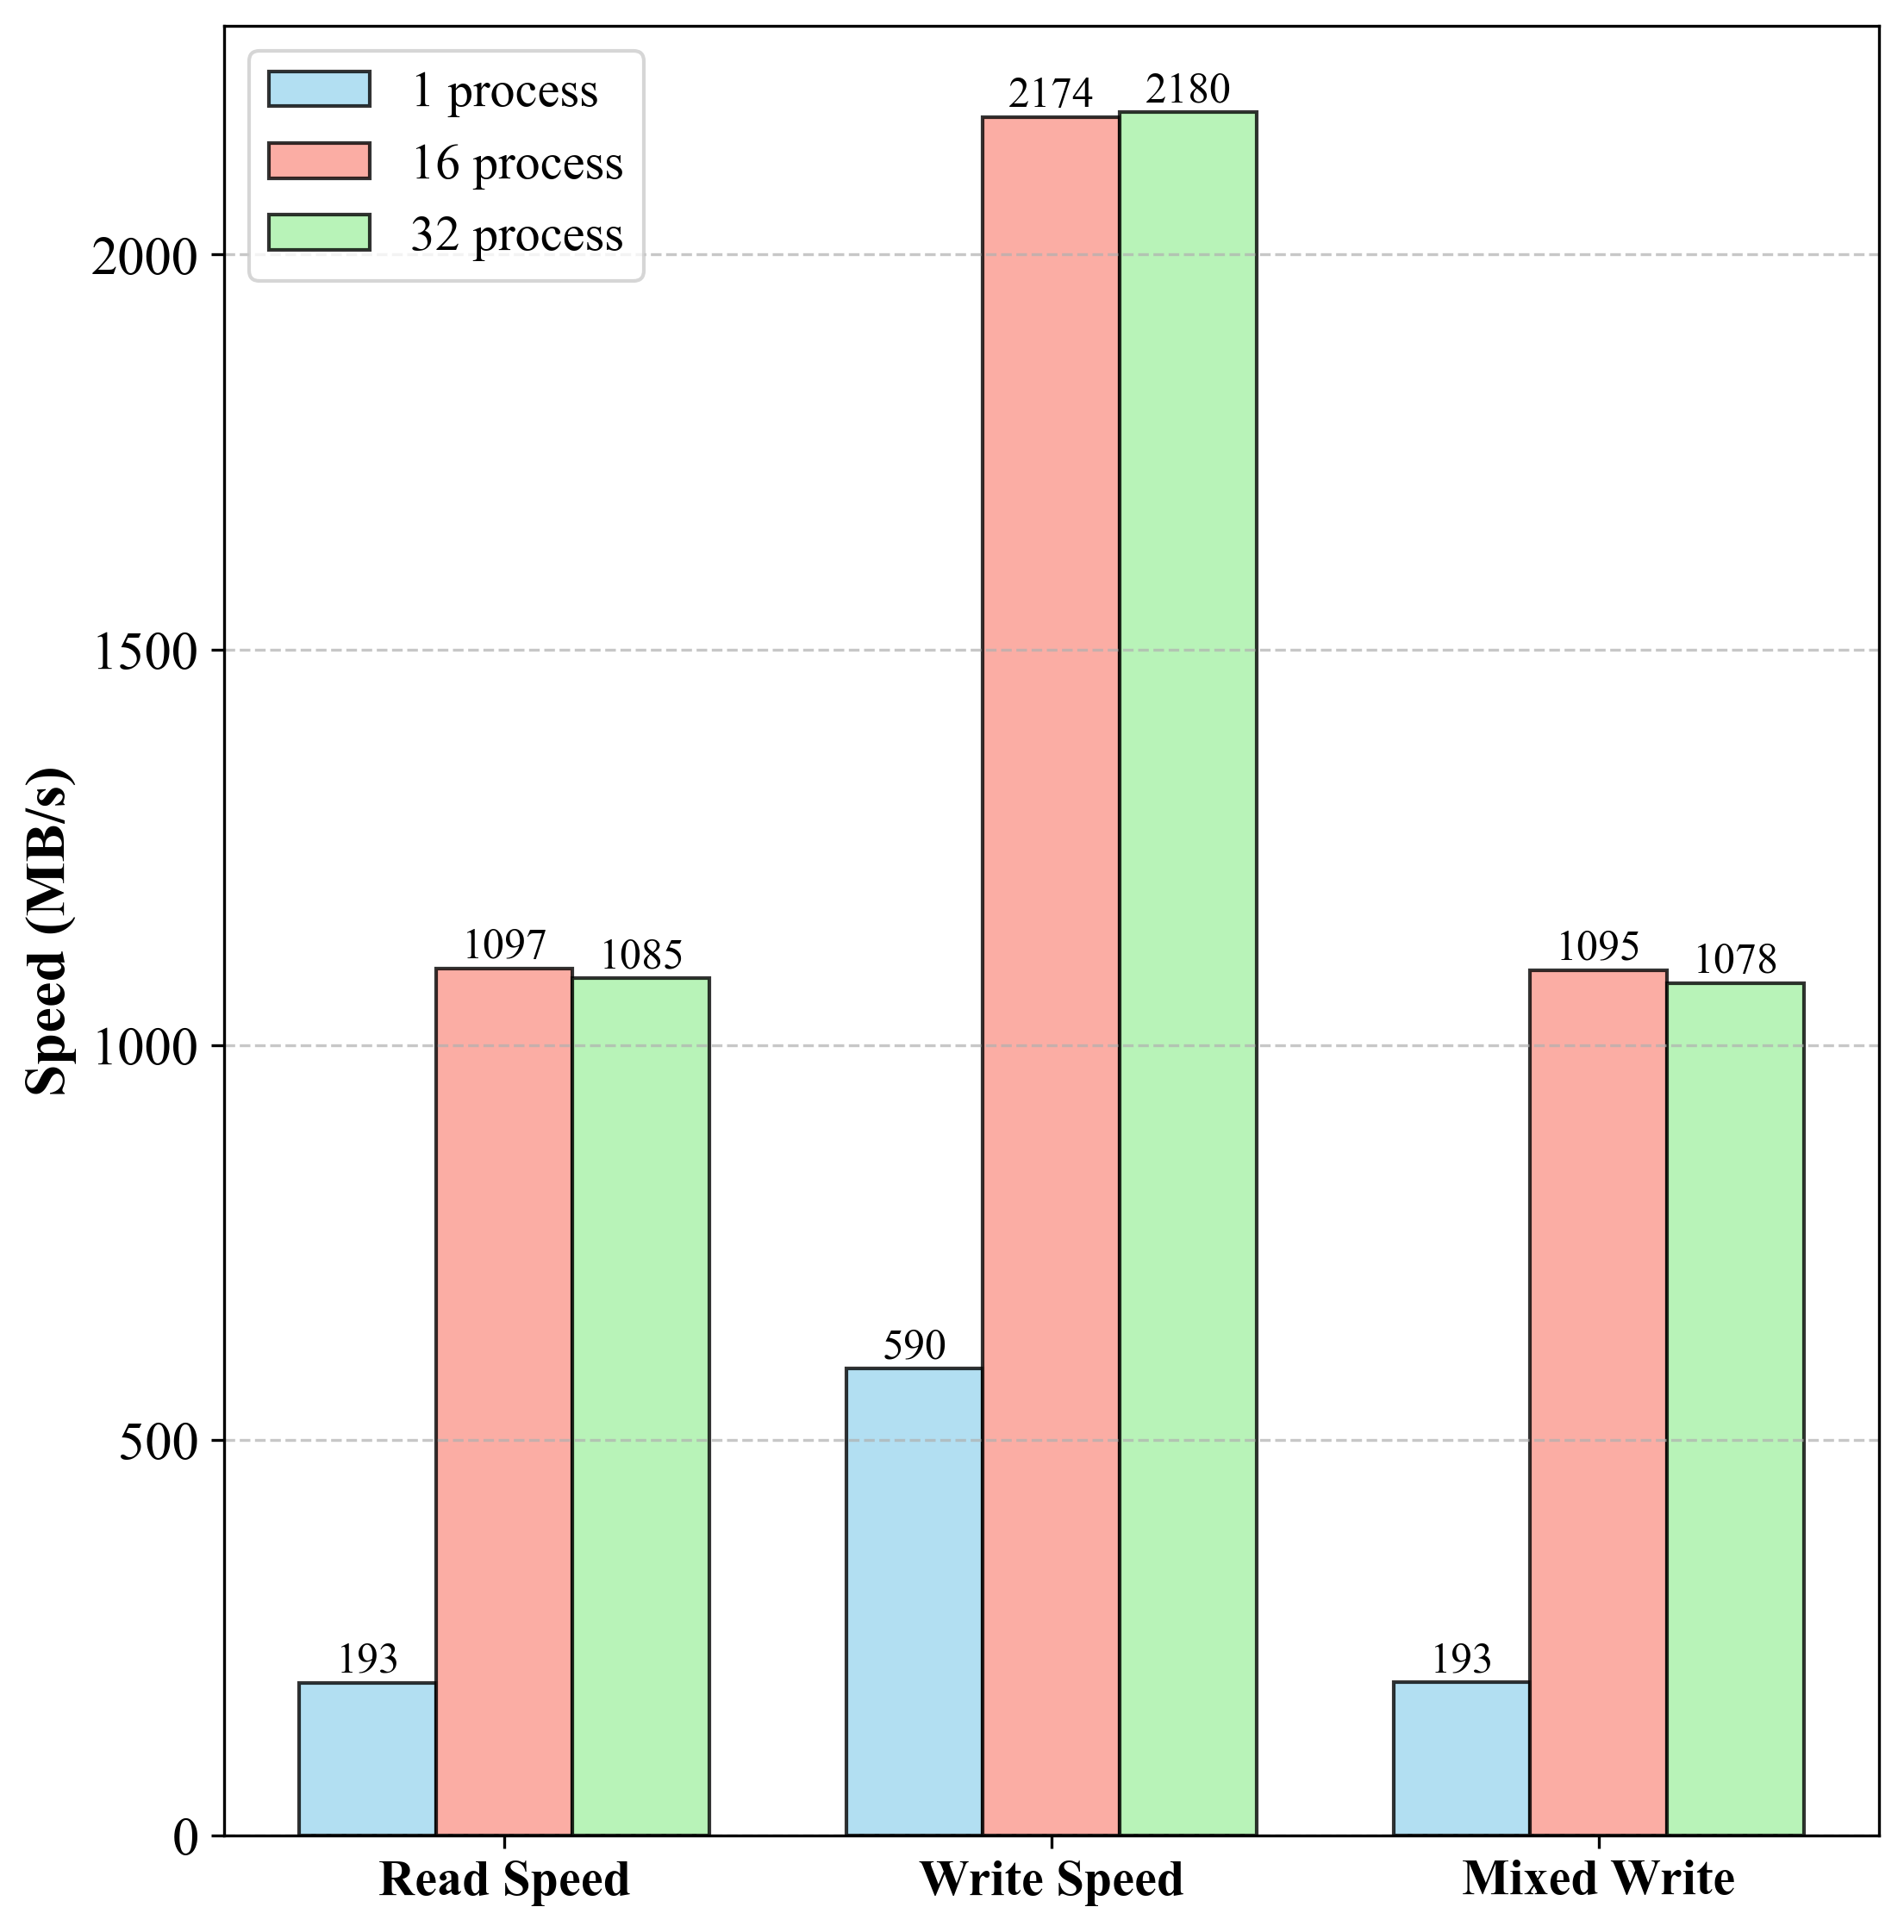 1 process
16 process
32 process
Speed (MB/s)
2000
1500
1000
500
0
193
1097
1085
590
2174
2180
193
1095
1078
Read Speed
Write Speed
Mixed Write